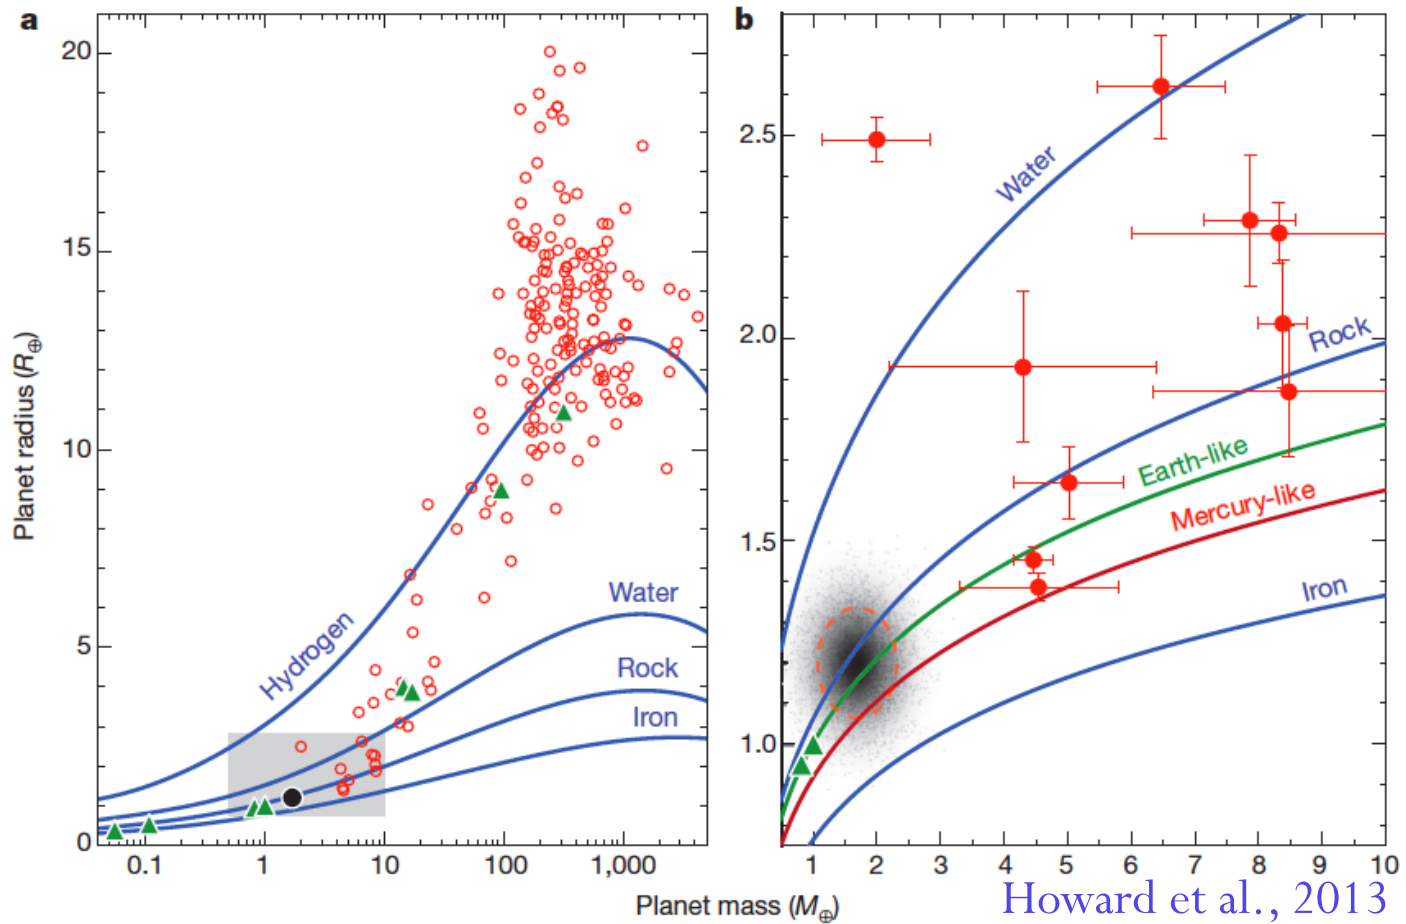 a
b
20
15
10
5
0
Planet radius (R⊕)
Hydrogen
Water
Rock
Iron
0.1
1
10
100
1,000
2.5
2.0
1.5
1.0
Water
Rock
Earth-like
Mercury-like
Iron
1 2 3 4 5 6 7 8 9 10
Planet mass (M⊕)
Howard et al., 2013